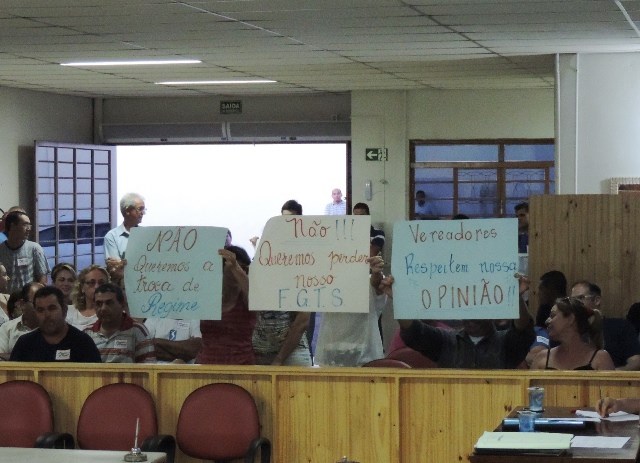 SAÍDA
NÃO
Queremos a
troca de
Regime
Não!!!
Queremos perder
nosso
FGTS
Vereadores
Respeitem nossa
"OPINIÃO"!!